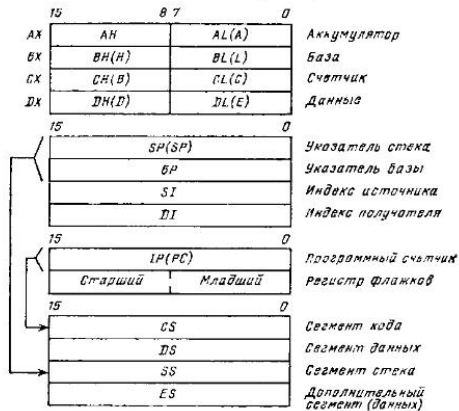 15 8 7 0
AX AH AL(A) Аккумулятор
BX BH(H) BL(L) База
CX CH(B) CL(C) Счетчик
DX DH(D) DL(E) Данные
15 0
SP(SP) Указатель стека
BP Указатель базы
SI Индекс источника
DI Индекс получателя
15 0
IP(PC) Программный счетчик
Старший Младший Регистр флажков
15 0
CS Сегмент кода
DS Сегмент данных
SS Сегмент стека
ES Дополнительный
сегмент (данных)